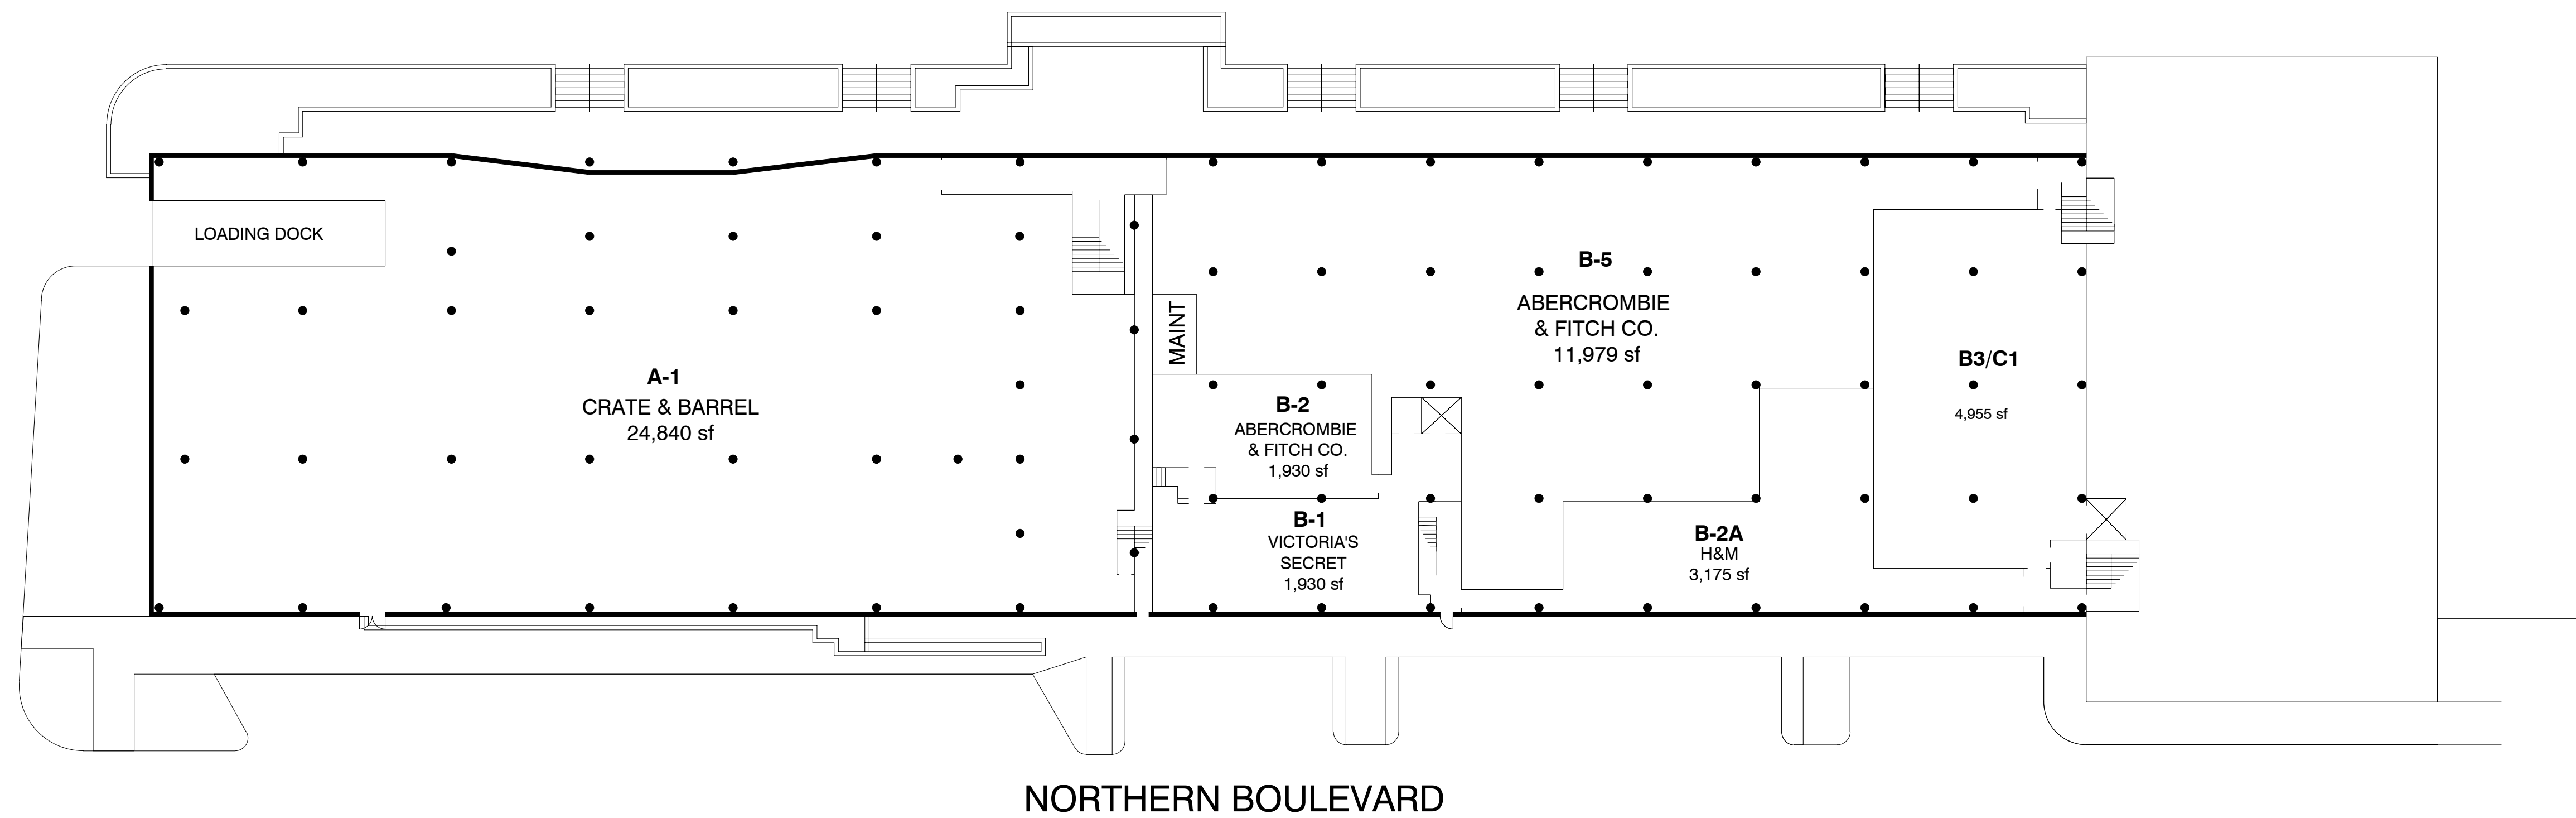 LOADING DOCK
A-1
CRATE & BARREL
24,840 sf
MAINT
B-2
ABERCROMBIE
& FITCH CO.
1,930 sf
B-1
VICTORIA'S
SECRET
1,930 sf
B-5
ABERCROMBIE
& FITCH CO.
11,979 sf
B-2A
H&M
3,175 sf
B3/C1
4,955 sf
NORTHERN BOULEVARD